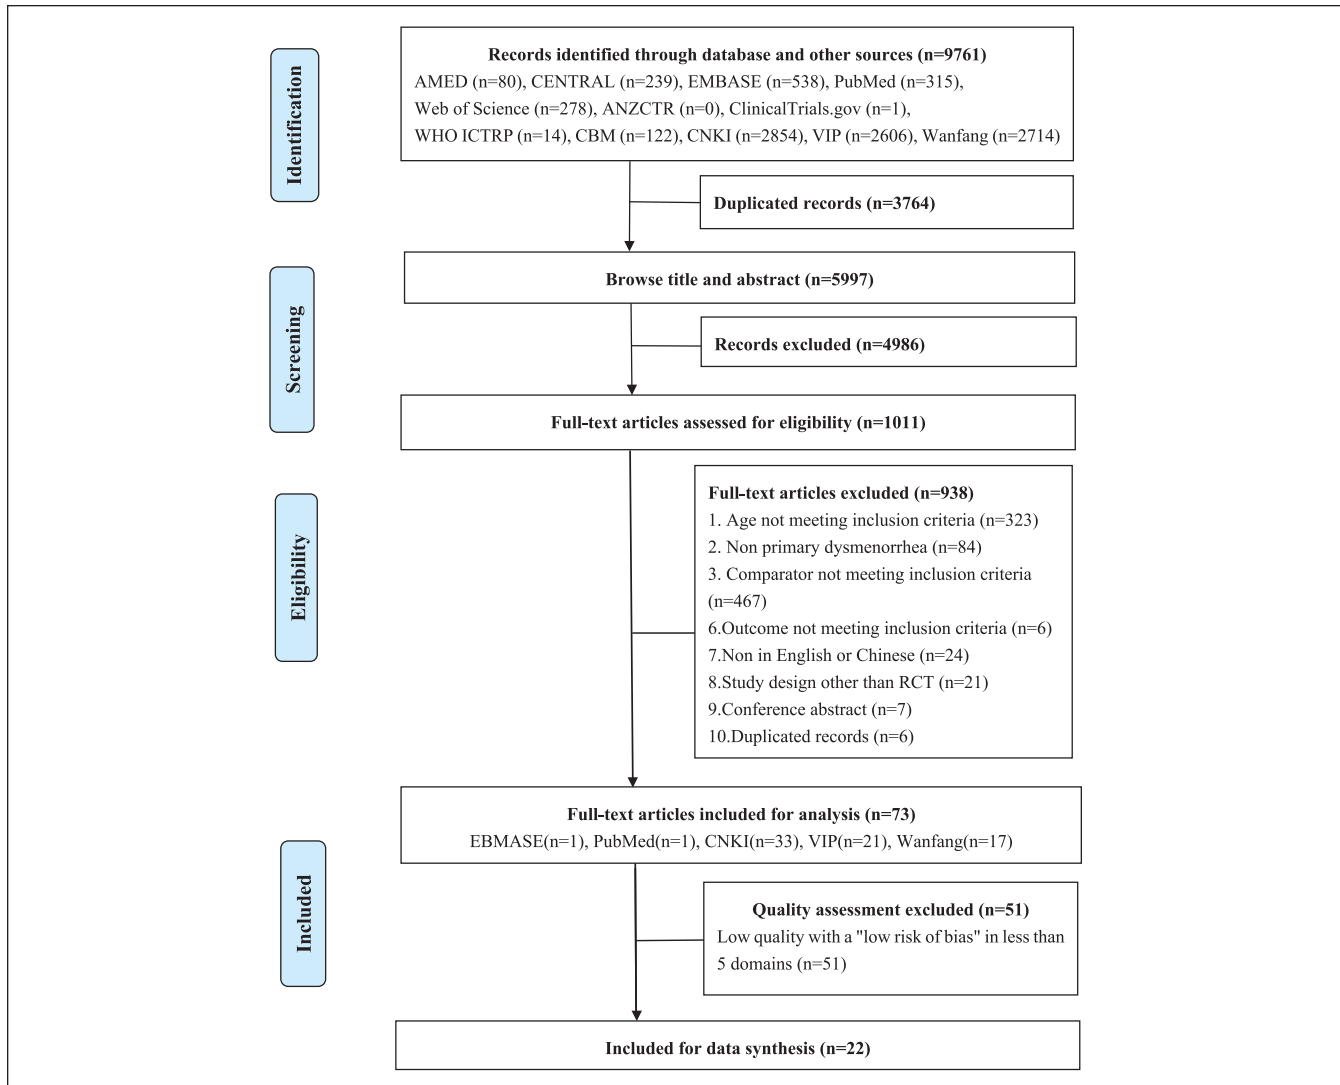 Identification
Records identified through database and other sources (n=9761)
AMED (n=80), CENTRAL (n=239), EMBASE (n=538), PubMed (n=315),
Web of Science (n=278), ANZCTR (n=0), ClinicalTrials.gov (n=1),
WHO ICTRP (n=14), CBM (n=122), CNKI (n=2854), VIP (n=2606), Wanfang (n=2714)
Duplicated records (n=3764)
Screening
Browse title and abstract (n=5997)
Records excluded (n=4986)
Full-text articles assessed for eligibility (n=1011)
Eligibility
Full-text articles excluded (n=938)
1. Age not meeting inclusion criteria (n=323)
2. Non primary dysmenorrhea (n=84)
3. Comparator not meeting inclusion criteria
(n=467)
6.Outcome not meeting inclusion criteria (n=6)
7.Non in English or Chinese (n=24)
8.Study design other than RCT (n=21)
9.Conference abstract (n=7)
10.Duplicated records (n=6)
Included
Full-text articles included for analysis (n=73)
EBMASE(n=1), PubMed(n=1), CNKI(n=33), VIP(n=21), Wanfang(n=17)
Quality assessment excluded (n=51)
Low quality with a "low risk of bias" in less than
5 domains (n=51)
Included for data synthesis (n=22)